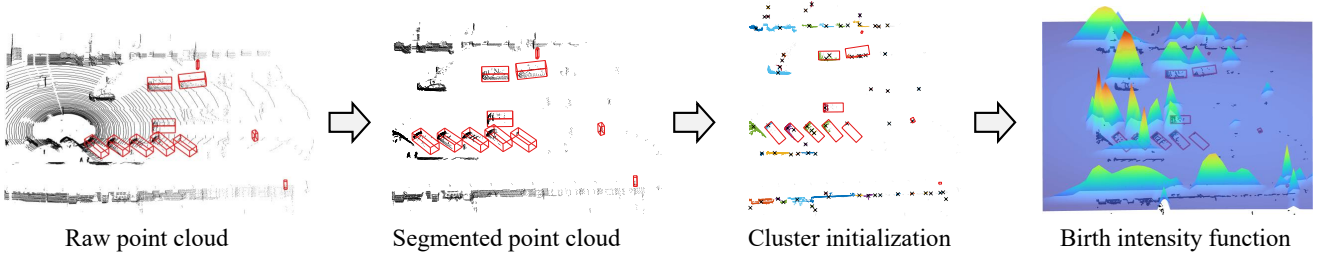 Raw point cloud
Segmented point cloud
Cluster initialization
Birth intensity function